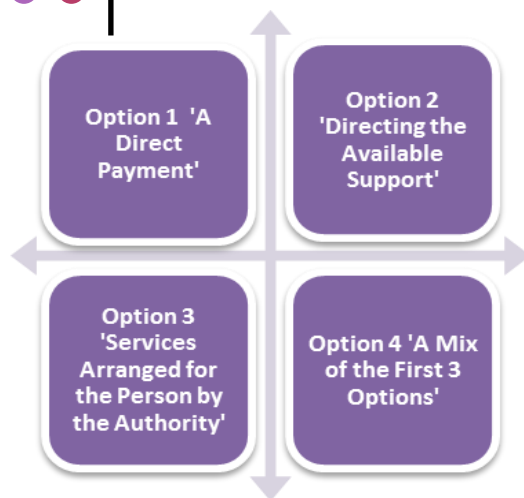 Option 1 'A
Direct
Payment'
Option 2
'Directing the
Available
Support'
Option 3
'Services
Arranged for
the Person by
the Authority'
Option 4 'A Mix
of the First 3
Options'